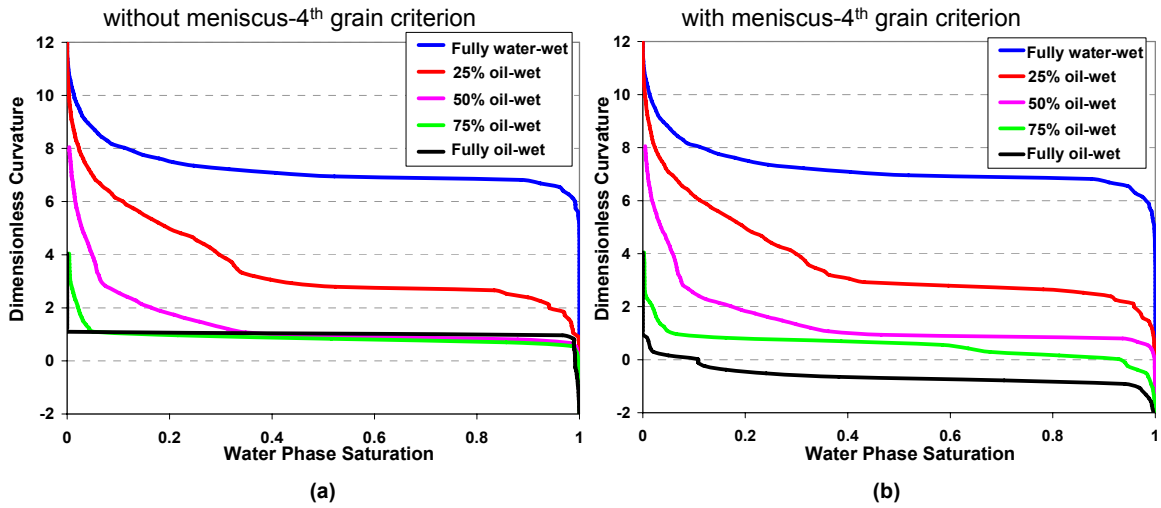 without meniscus-4th grain criterion
12
10
8
6
4
2
0
-2
Dimensionless Curvature
0
0.2
0.4
0.6
0.8
1
Water Phase Saturation
Fully water-wet
25% oil-wet
50% oil-wet
75% oil-wet
Fully oil-wet
(a)
with meniscus-4th grain criterion
12
10
8
6
4
2
0
-2
Dimensionless Curvature
0
0.2
0.4
0.6
0.8
1
Water Phase Saturation
Fully water-wet
25% oil-wet
50% oil-wet
75% oil-wet
Fully oil-wet
(b)